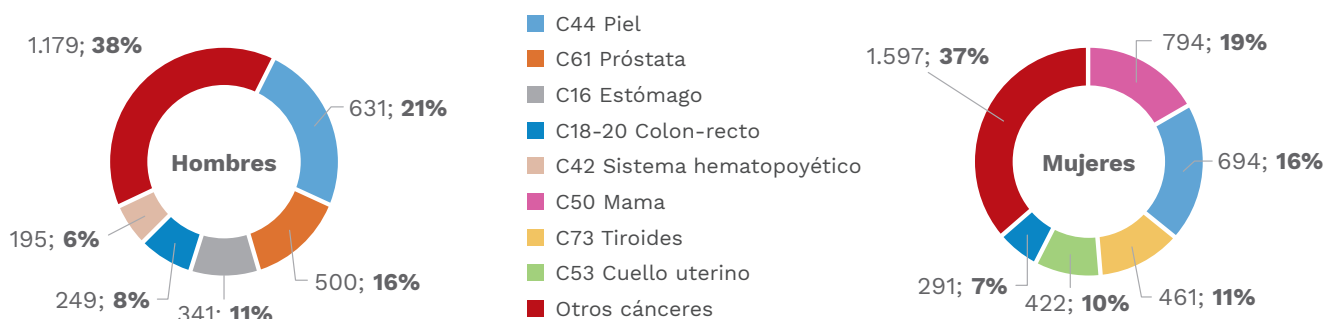 1.179; 38%
631; 21%
Hombres
195; 6%
249; 8%
341; 11%
500; 16%
C44 Piel
C61 Próstata
C16 Estómago
C18-20 Colon-recto
C42 Sistema hematopoyético
C50 Mama
C73 Tiroides
C53 Cuello uterino
Otros cánceres
794; 19%
1.597; 37%
Mujeres
694; 16%
291; 7%
422; 10%
461; 11%